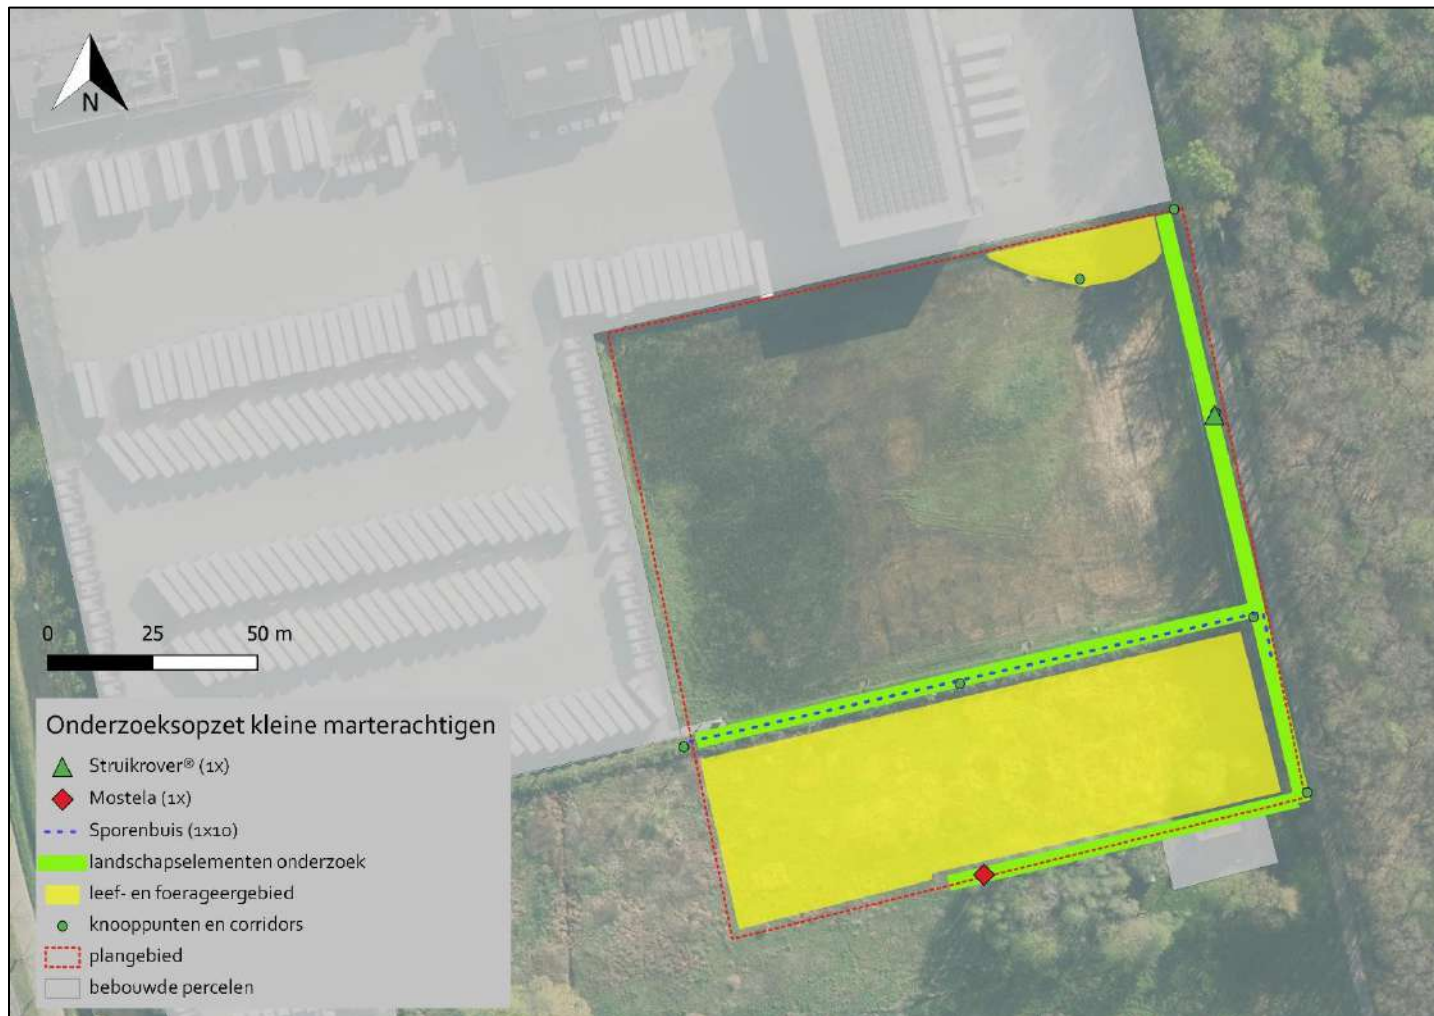 N
0 25 50 m
Onderzoeksopzet kleine marterachtigen
Struikrover® (1x)
Mostela (1x)
Sporenbuis (1x10)
landschapselementen onderzoek
leef- en foerageergebied
knooppunten en corridors
plangebied
bebouwde percelen